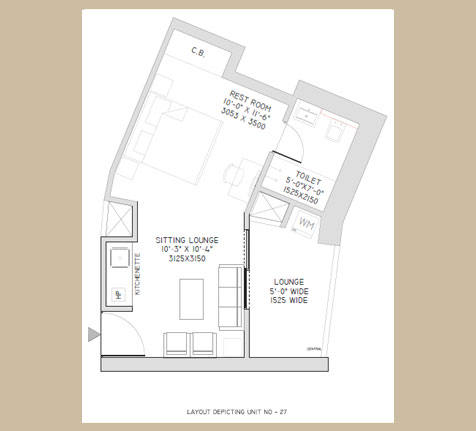 C.B.
REST ROOM
10'-0" X 11'-6"
3053 X 3500
TOILET
5'-0"X7'-0"
1525X2150
WM
SITTING LOUNGE
10'-3" X 10'-4"
3125X3150
KITCHENETTE
HP
LOUNGE
5'-0" WIDE
1525 WIDE
LAYOUT DEPICTING UNIT NO - 27